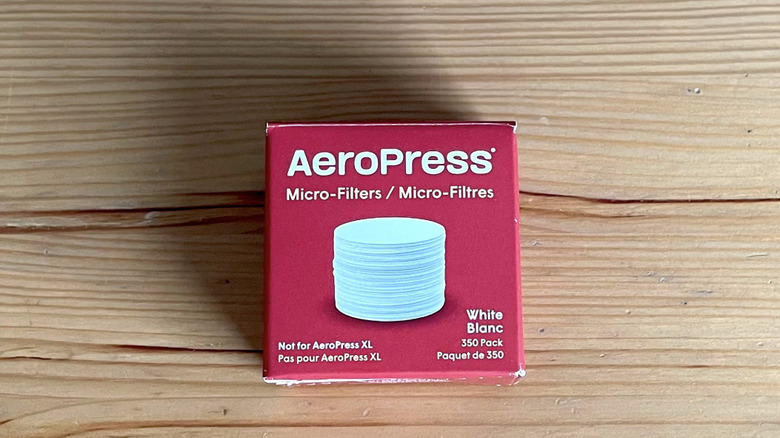 AeroPress
Micro-Filters / Micro-Filtres
White
Blanc
Not for AeroPress XL
Pas pour AeroPress XL
350 Pack
Paquet de 350